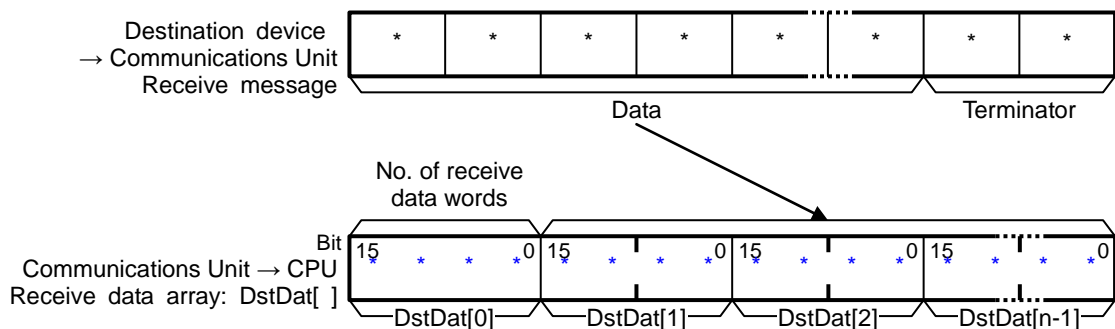 Destination device
→ Communications Unit
Receive message
* * * * * * * *
Data
Terminator
No. of receive
data words
Bit
15 0 15 0 15 0 15 0
* * * * * * * * * * * * * * * *
Communications Unit → CPU
Receive data array: DstDat[ ]
DstDat[0] DstDat[1] DstDat[2] DstDat[n-1]